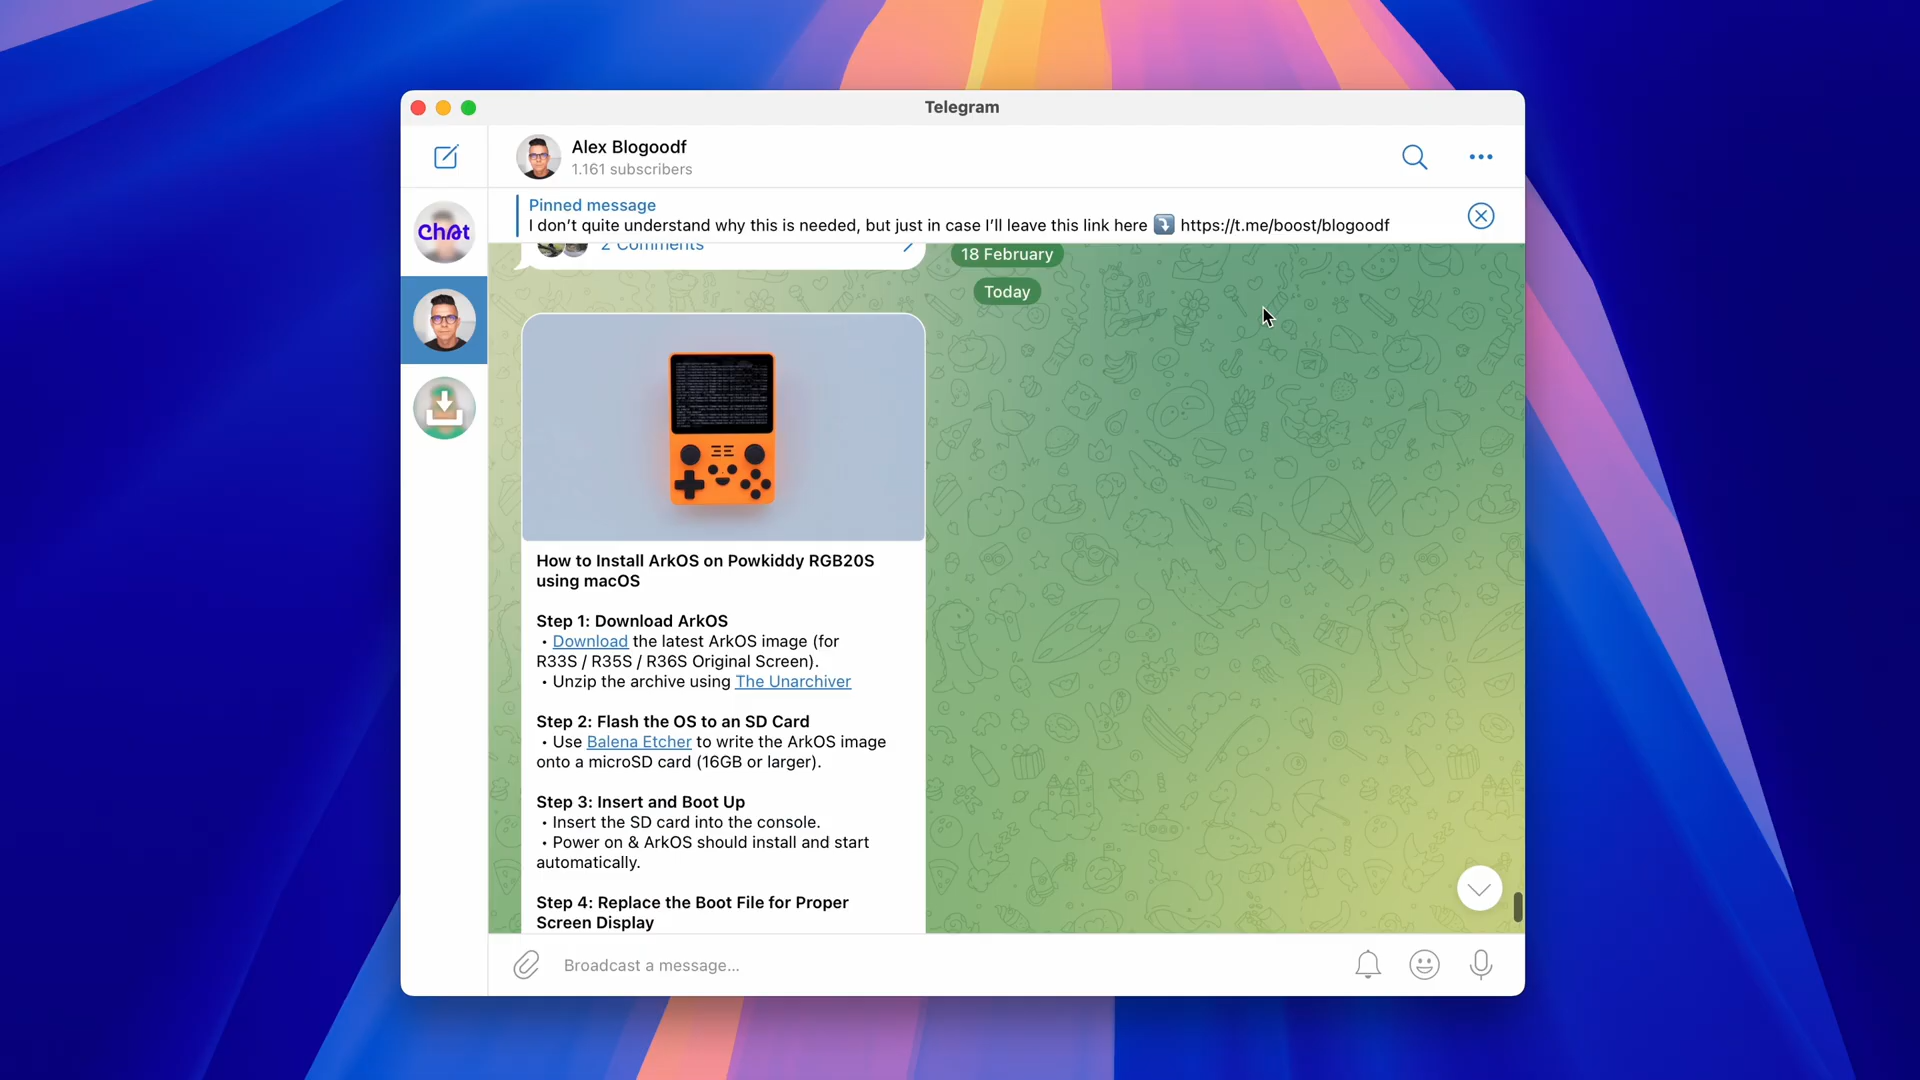 Telegram
Alex Blogoodf
1.161 subscribers
Pinned message
I don't quite understand why this is needed, but just in case I'll leave this link here ⤵️ https://t.me/boost/blogoodf
Chat
2 Comments
18 February
Today
How to Install ArkOS on Powkiddy RGB20S
using macOS
Step 1: Download ArkOS
• Download the latest ArkOS image (for
R33S / R35S / R36S Original Screen).
• Unzip the archive using The Unarchiver
Step 2: Flash the OS to an SD Card
• Use Balena Etcher to write the ArkOS image
onto a microSD card (16GB or larger).
Step 3: Insert and Boot Up
• Insert the SD card into the console.
• Power on & ArkOS should install and start
automatically.
Step 4: Replace the Boot File for Proper
Screen Display
Broadcast a message...